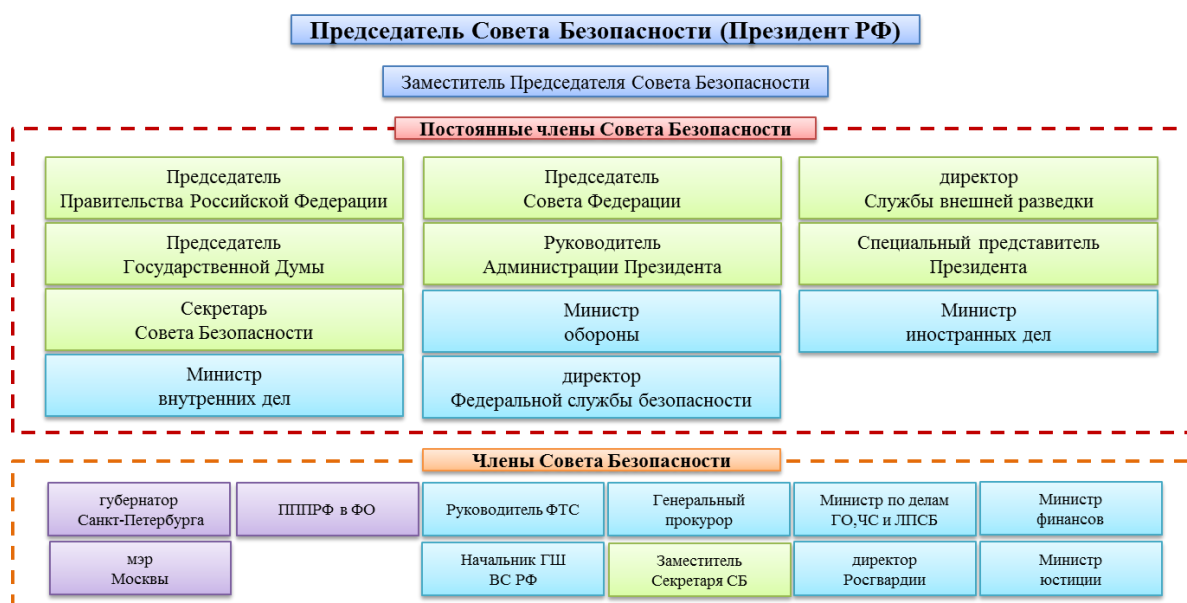 Председатель Совета Безопасности (Президент РФ)
Заместитель Председателя Совета Безопасности
Постоянные члены Совета Безопасности
Председатель
Правительства Российской Федерации
Председатель
Совета Федерации
директор
Службы внешней разведки
Председатель
Государственной Думы
Руководитель
Администрации Президента
Специальный представитель
Президента
Секретарь
Совета Безопасности
Министр
обороны
Министр
иностранных дел
Министр
внутренних дел
директор
Федеральной службы безопасности
Члены Совета Безопасности
губернатор
Санкт-Петербурга
ПППРФ в ФО
Руководитель ФТС
Генеральный
прокурор
Министр по делам
ГО,ЧС и ЛПСБ
Министр
финансов
мэр
Москвы
Начальник ГШ
ВС РФ
Заместитель
Секретаря СБ
директор
Росгвардии
Министр
юстиции